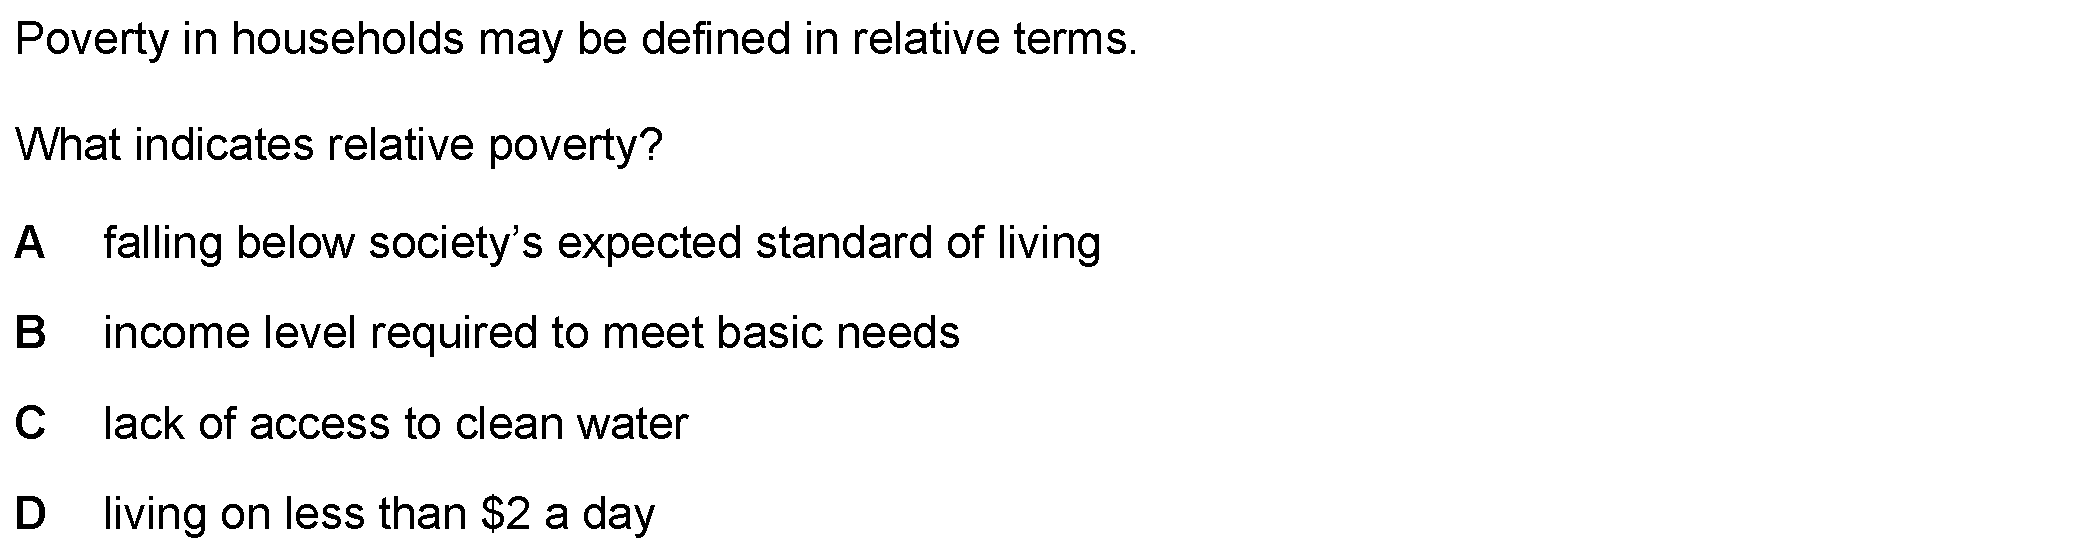 Poverty in households may be defined in relative terms.
What indicates relative poverty?
A falling below society’s expected standard of living
B income level required to meet basic needs
C lack of access to clean water
D living on less than $2 a day